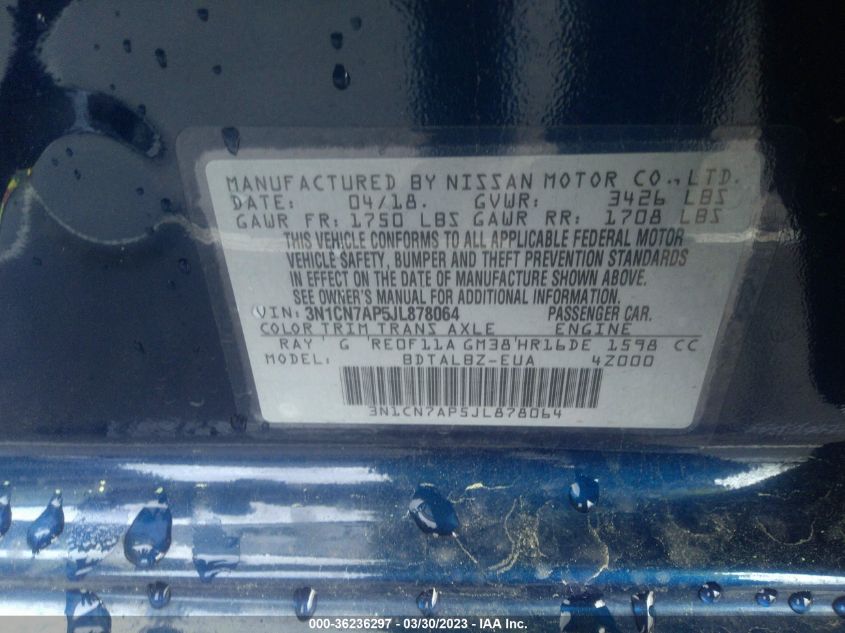 MANUFACTURED BY NISSAN MOTOR CO., LTD.
DATE: 04/18. GVWR: 3426 LBS
GAWR FR: 1750 LBS GAWR RR: 1708 LBS
THIS VEHICLE CONFORMS TO ALL APPLICABLE FEDERAL MOTOR
VEHICLE SAFETY, BUMPER AND THEFT PREVENTION STANDARDS
IN EFFECT ON THE DATE OF MANUFACTURE SHOWN ABOVE.
SEE OWNER'S MANUAL FOR ADDITIONAL INFORMATION.
VIN: 3N1CN7AP5JL878064 PASSENGER CAR.
COLOR TRIM TRANS AXLE ENGINE
RAY G RE0F11A GM38 HR16DE 1598 CC
MODEL: BDTALBZ-EUA 4Z000
3N1CN7AP5JL878064
000-36236297 - 03/30/2023 - IAA Inc.